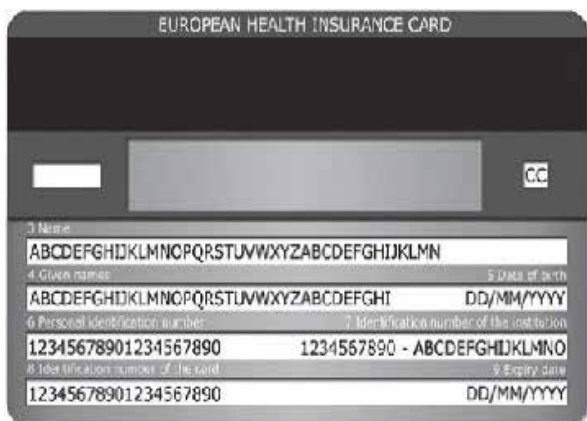 EUROPEAN HEALTH INSURANCE CARD
CC
3 Name
ABCDEFGHIJKLMNOPQRSTUVWXYZABCDEFGHIJKLMN
4 Given names 5 Date of birth
ABCDEFGHIJKLMNOPQRSTUVWXYZABCDEFGHI DD/MM/YYYY
6 Personal identification number 7 Identification number of the institution
12345678901234567890 1234567890 - ABCDEFGHIJKLMNO
8 Identification number of the card 9 Expiry date
12345678901234567890 DD/MM/YYYY